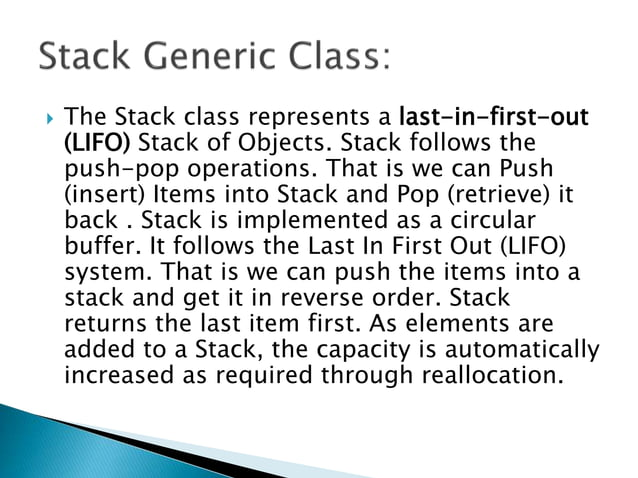 Stack Generic Class:
The Stack class represents a last-in-first-out
(LIFO) Stack of Objects. Stack follows the
push-pop operations. That is we can Push
(insert) Items into Stack and Pop (retrieve) it
back . Stack is implemented as a circular
buffer. It follows the Last In First Out (LIFO)
system. That is we can push the items into a
stack and get it in reverse order. Stack
returns the last item first. As elements are
added to a Stack, the capacity is automatically
increased as required through reallocation.